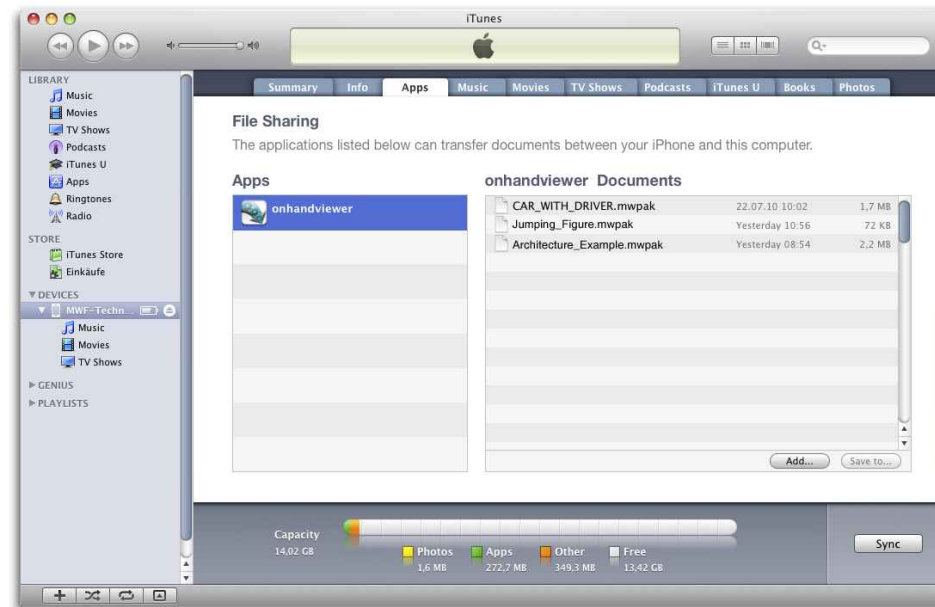 iTunes
LIBRARY
Music
Movies
TV Shows
Podcasts
iTunes U
Apps
Ringtones
Radio
STORE
iTunes Store
Einkäufe
DEVICES
MWF-Techn...
Music
Movies
TV Shows
GENIUS
PLAYLISTS
Summary Info Apps Music Movies TV Shows Podcasts iTunes U Books Photos
File Sharing
The applications listed below can transfer documents between your iPhone and this computer.
Apps
onhandviewer
onhandviewer Documents
CAR_WITH_DRIVER.mwpak 22.07.10 10:02 1,7 MB
Jumping_Figure.mwpak Yesterday 10:56 72 KB
Architecture_Example.mwpak Yesterday 08:54 2,2 MB
Add... Save to...
Capacity
14,02 GB
Photos Apps Other Free
1,6 MB 272,7 MB 349,3 MB 13,42 GB
Sync